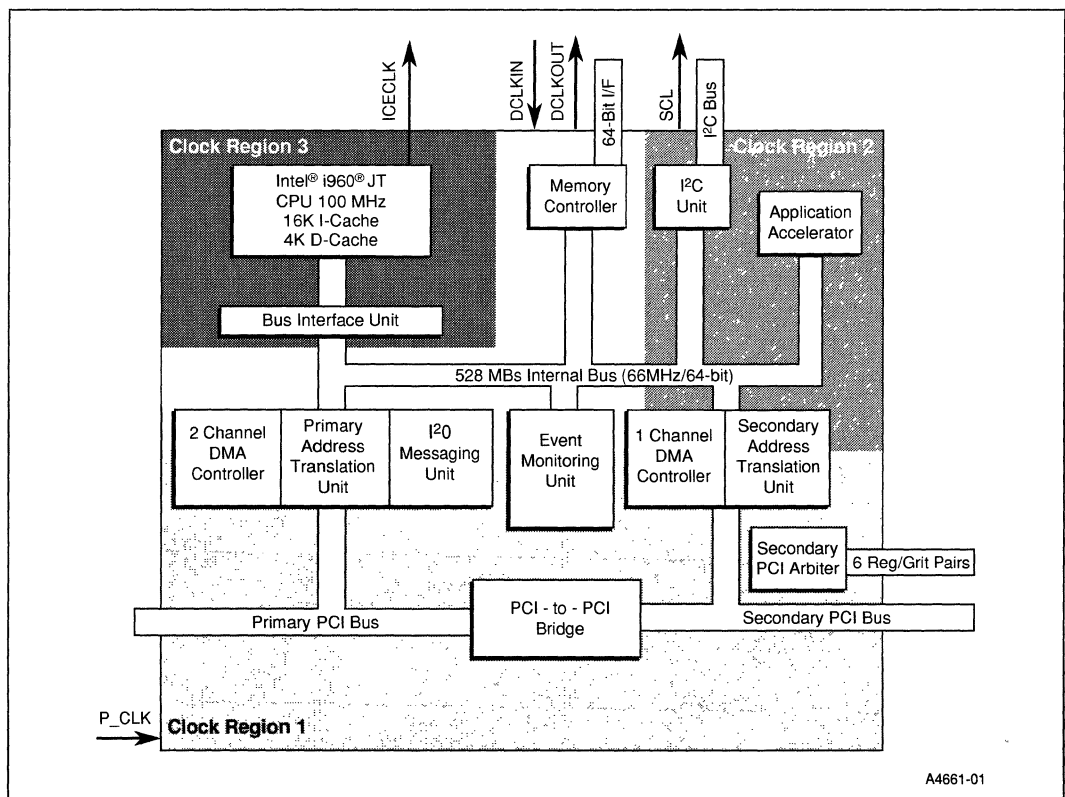 ICECLK
DCLKIN
DCLKOUT
64-Bit I/F
SCL
I²C Bus
Clock Region 3
Clock Region 2
Intel® i960® JT
CPU 100 MHz
16K I-Cache
4K D-Cache
Memory
Controller
I²C
Unit
Application
Accelerator
Bus Interface Unit
528 MBs Internal Bus (66MHz/64-bit)
2 Channel
DMA
Controller
Primary
Address
Translation
Unit
I²0
Messaging
Unit
Event
Monitoring
Unit
1 Channel
DMA
Controller
Secondary
Address
Translation
Unit
Secondary
PCI Arbiter
6 Reg/Grit Pairs
PCI - to - PCI
Bridge
Primary PCI Bus
Secondary PCI Bus
P_CLK
Clock Region 1
A4661-01